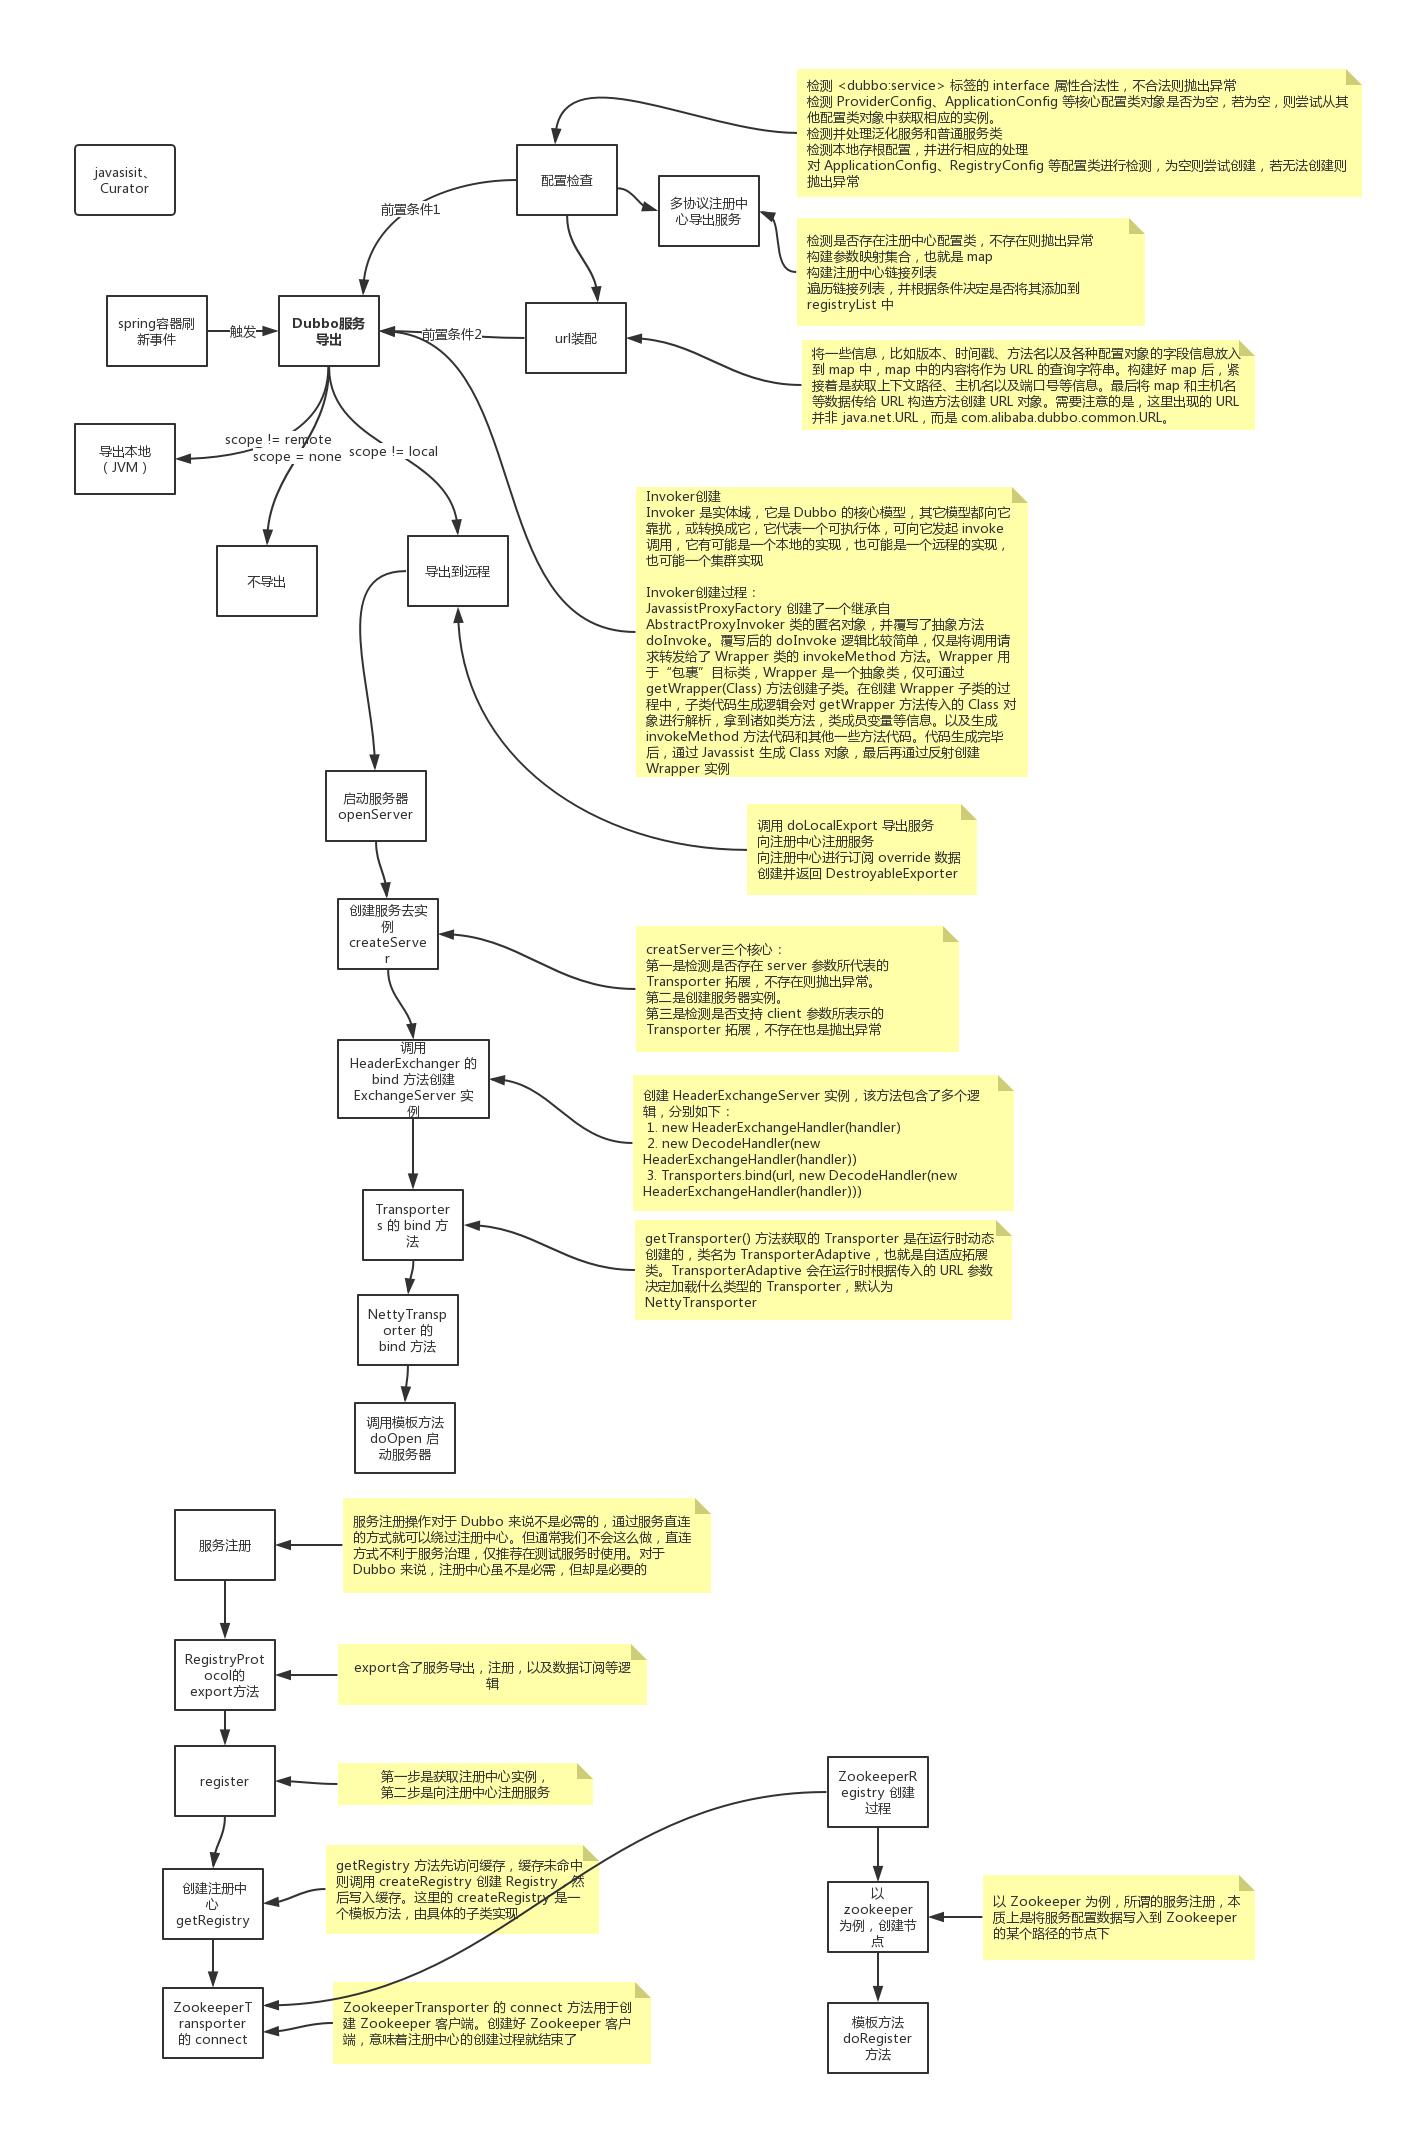 检测 <dubbo:service> 标签的 interface 属性合法性，不合法则抛出异常
检测 ProviderConfig、ApplicationConfig 等核心配置类对象是否为空，若为空，则尝试从其
他配置类对象中获取相应的实例。
检测并处理泛化服务和普通服务类
检测本地存根配置，并进行相应的处理
对 ApplicationConfig、RegistryConfig 等配置类进行检测，为空则尝试创建，若无法创建则
抛出异常
javasisit、
Curator
配置检查
多协议注册中
心导出服务
前置条件1
检测是否存在注册中心配置类，不存在则抛出异常
构建参数映射集合，也就是 map
构建注册中心链接列表
遍历链接列表，并根据条件决定是否将其添加到
registryList 中
spring容器刷
新事件
触发
Dubbo服务
导出
前置条件2
url装配
将一些信息，比如版本、时间戳、方法名以及各种配置对象的字段信息放入
到 map 中，map 中的内容将作为 URL 的查询字符串。构建好 map 后，紧
接着是获取上下文路径、主机名以及端口号等信息。最后将 map 和主机名
等数据传给 URL 构造方法创建 URL 对象。需要注意的是，这里出现的 URL
并非 java.net.URL，而是 com.alibaba.dubbo.common.URL。
导出本地
（JVM）
scope != remote
scope = none
scope != local
不导出
导出到远程
Invoker创建
Invoker 是实体域，它是 Dubbo 的核心模型，其它模型都向它
靠扰，或转换成它，它代表一个可执行体，可向它发起 invoke
调用，它有可能是一个本地的实现，也可能是一个远程的实现，
也可能一个集群实现
Invoker创建过程：
JavassistProxyFactory 创建了一个继承自
AbstractProxyInvoker 类的匿名对象，并覆写了抽象方法
doInvoke。覆写后的 doInvoke 逻辑比较简单，仅是将调用请
求转发给了 Wrapper 类的 invokeMethod 方法。Wrapper 用
于“包裹”目标类，Wrapper 是一个抽象类，仅可通过
getWrapper(Class) 方法创建子类。在创建 Wrapper 子类的过
程中，子类代码生成逻辑会对 getWrapper 方法传入的 Class 对
象进行解析，拿到诸如类方法，类成员变量等信息。以及生成
invokeMethod 方法代码和其他一些方法代码。代码生成完毕
后，通过 Javassist 生成 Class 对象，最后再通过反射创建
Wrapper 实例
启动服务器
openServer
调用 doLocalExport 导出服务
向注册中心注册服务
向注册中心进行订阅 override 数据
创建并返回 DestroyableExporter
创建服务去实
例
createServe
r
creatServer三个核心：
第一是检测是否存在 server 参数所代表的
Transporter 拓展，不存在则抛出异常。
第二是创建服务器实例。
第三是检测是否支持 client 参数所表示的
Transporter 拓展，不存在也是抛出异常
调用
HeaderExchanger 的
bind 方法创建
ExchangeServer 实
例
创建 HeaderExchangeServer 实例，该方法包含了多个逻
辑，分别如下：
1. new HeaderExchangeHandler(handler)
2. new DecodeHandler(new
HeaderExchangeHandler(handler))
3. Transporters.bind(url, new DecodeHandler(new
HeaderExchangeHandler(handler)))
Transporter
s 的 bind 方
法
getTransporter() 方法获取的 Transporter 是在运行时动态
创建的，类名为 TransporterAdaptive，也就是自适应拓展
类。TransporterAdaptive 会在运行时根据传入的 URL 参数
决定加载什么类型的 Transporter，默认为
NettyTransporter
NettyTransp
orter 的
bind 方法
调用模板方法
doOpen 启
动服务器
服务注册
服务注册操作对于 Dubbo 来说不是必需的，通过服务直连
的方式就可以绕过注册中心。但通常我们不会这么做，直连
方式不利于服务治理，仅推荐在测试服务时使用。对于
Dubbo 来说，注册中心虽不是必需，但却是必要的
RegistryProt
ocol的
export方法
export含了服务导出，注册，以及数据订阅等逻
辑
register
第一步是获取注册中心实例，
第二步是向注册中心注册服务
ZookeeperR
egistry 创建
过程
创建注册中
心
getRegistry
getRegistry 方法先访问缓存，缓存未命中
则调用 createRegistry 创建 Registry，然
后写入缓存。这里的 createRegistry 是一
个模板方法，由具体的子类实现
以
zookeeper
为例，创建节
点
以 Zookeeper 为例，所谓的服务注册，本
质上是将服务配置数据写入到 Zookeeper
的某个路径的节点下
ZookeeperT
ransporter
的 connect
ZookeeperTransporter 的 connect 方法用于创
建 Zookeeper 客户端。创建好 Zookeeper 客户
端，意味着注册中心的创建过程就结束了
模板方法
doRegister
方法